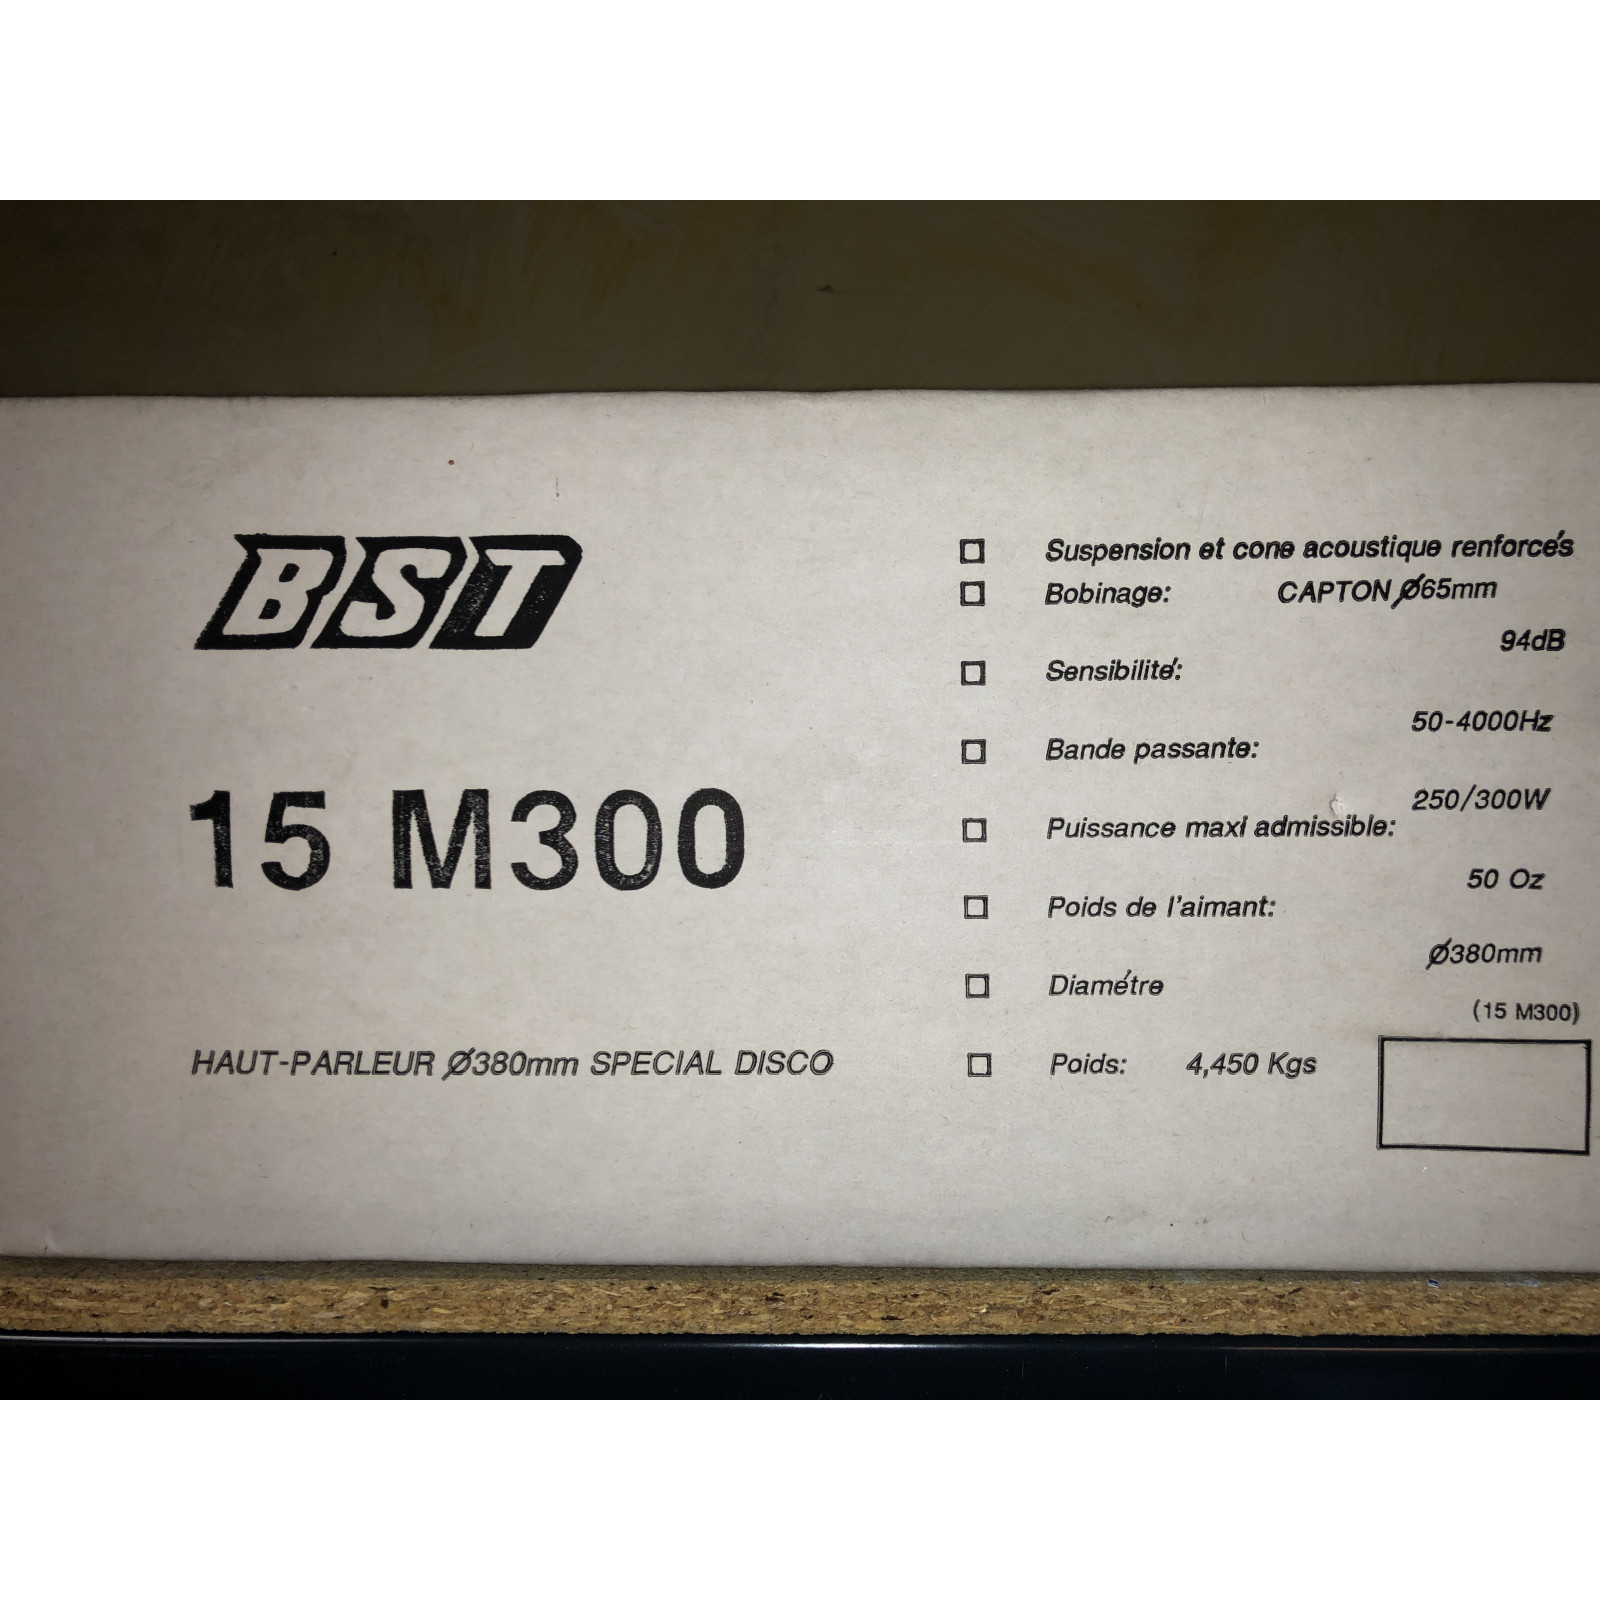 BST
15 M300
HAUT-PARLEUR Ø380mm SPECIAL DISCO
Suspension et cone acoustique renforcés
Bobinage: CAPTON Ø65mm
94dB
Sensibilité:
50-4000Hz
Bande passante:
250/300W
Puissance maxi admissible:
50 Oz
Poids de l'aimant:
Ø380mm
Diamétre
(15 M300)
Poids: 4,450 Kgs